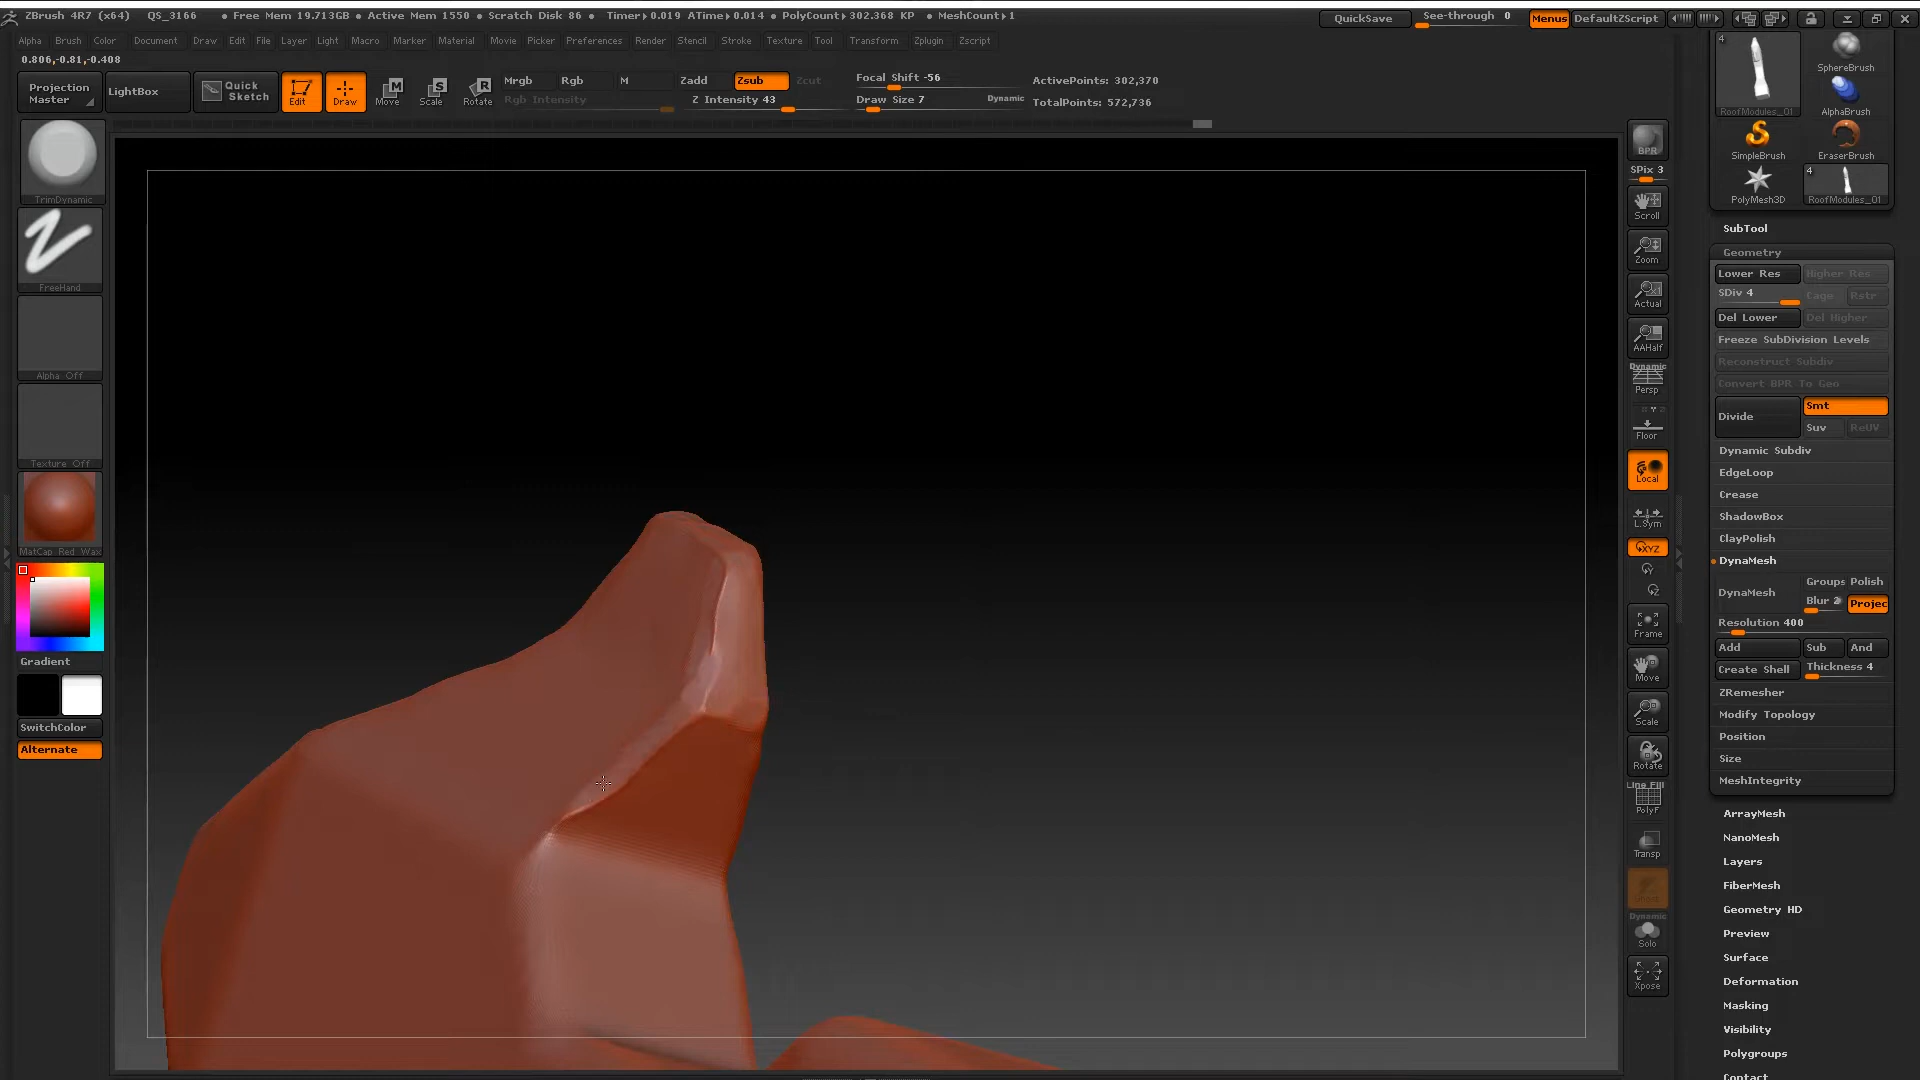 ZBrush 4R7 (x64) QS_3166 • Free Mem 19.713GB • Active Mem 1550 • Scratch Disk 86 • Timer▸0.019 ATime▸0.014 • PolyCount▸302.368 KP • MeshCount▸1 QuickSave See-through 0 Menus DefaultZScript
Alpha Brush Color Document Draw Edit File Layer Light Macro Marker Material Movie Picker Preferences Render Stencil Stroke Texture Tool Transform Zplugin Zscript
0.806,-0.81,-0.408
Projection Master LightBox Quick Sketch Edit Draw Move Scale Rotate
Mrgb Rgb M Zadd Zsub Zcut Focal Shift -56 ActivePoints: 302,370
Rgb Intensity Z Intensity 43 Draw Size 7 Dynamic TotalPoints: 572,736
TrimDynamic
FreeHand
Alpha Off
Texture Off
MatCap Red Wax
Gradient
SwitchColor
Alternate
BPR
SPix 3
Scroll
Zoom
Actual
AAHalf
Dynamic
Persp
Floor
Local
L.Sym
XYZ
Frame
Move
Scale
Rotate
Line Fill
PolyF
Transp
Dynamic
Solo
Xpose
4
RoofModules_01
SphereBrush
AlphaBrush
SimpleBrush
EraserBrush
4
PolyMesh3D
RoofModules_01
SubTool
Geometry
Lower Res Higher Res
SDiv 4 Cage Rstr
Del Lower Del Higher
Freeze SubDivision Levels
Reconstruct Subdiv
Convert BPR To Geo
Divide Smt
Suv ReUV
Dynamic Subdiv
EdgeLoop
Crease
ShadowBox
ClayPolish
DynaMesh
DynaMesh Groups Polish
Blur 2 Projec
Resolution 400
Add Sub And
Create Shell Thickness 4
ZRemesher
Modify Topology
Position
Size
MeshIntegrity
ArrayMesh
NanoMesh
Layers
FiberMesh
Geometry HD
Preview
Surface
Deformation
Masking
Visibility
Polygroups
Contact